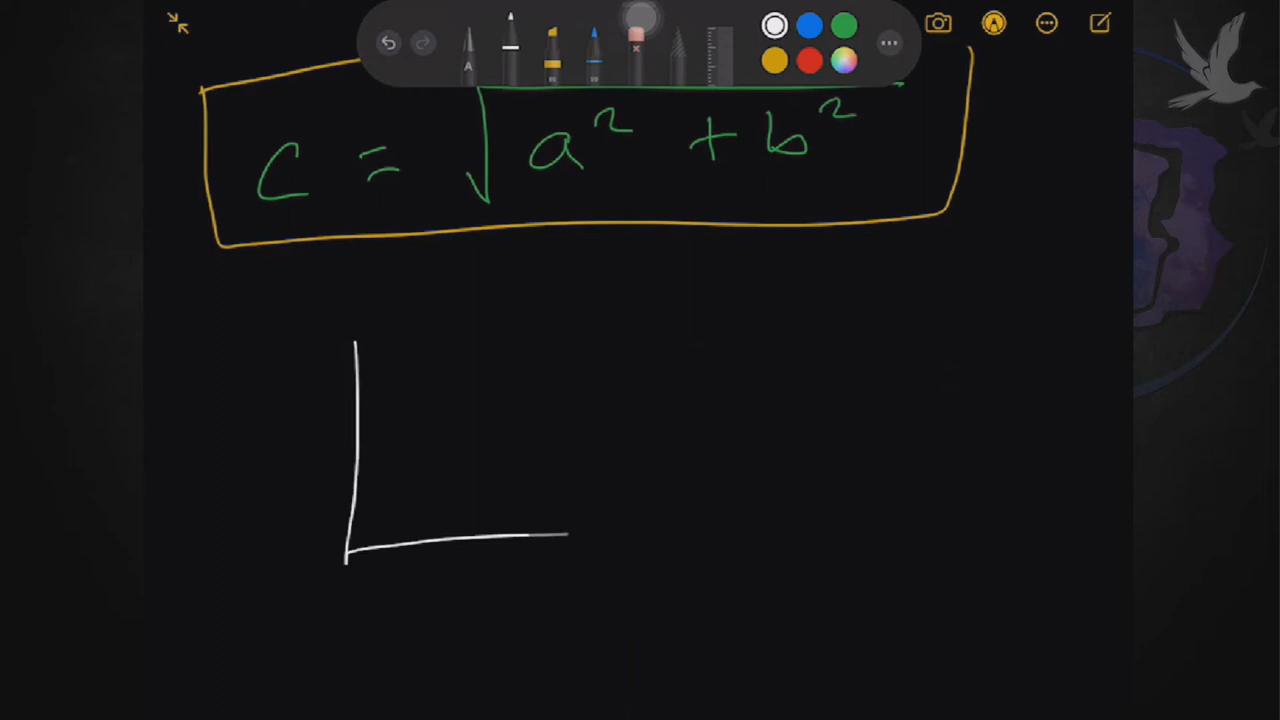 c = √a² + b²
A